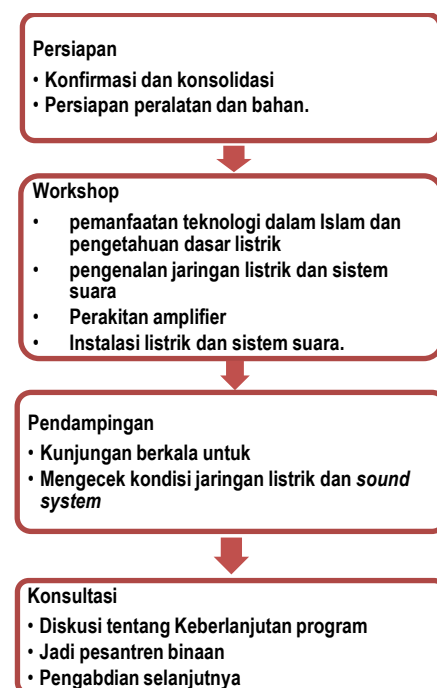 Persiapan
• Konfirmasi dan konsolidasi
• Persiapan peralatan dan bahan.
Workshop
• pemanfaatan teknologi dalam Islam dan
pengetahuan dasar listrik
• pengenalan jaringan listrik dan sistem
suara
• Perakitan amplifier
• Instalasi listrik dan sistem suara.
Pendampingan
• Kunjungan berkala untuk
• Mengecek kondisi jaringan listrik dan sound
system
Konsultasi
• Diskusi tentang Keberlanjutan program
• Jadi pesantren binaan
• Pengabdian selanjutnya